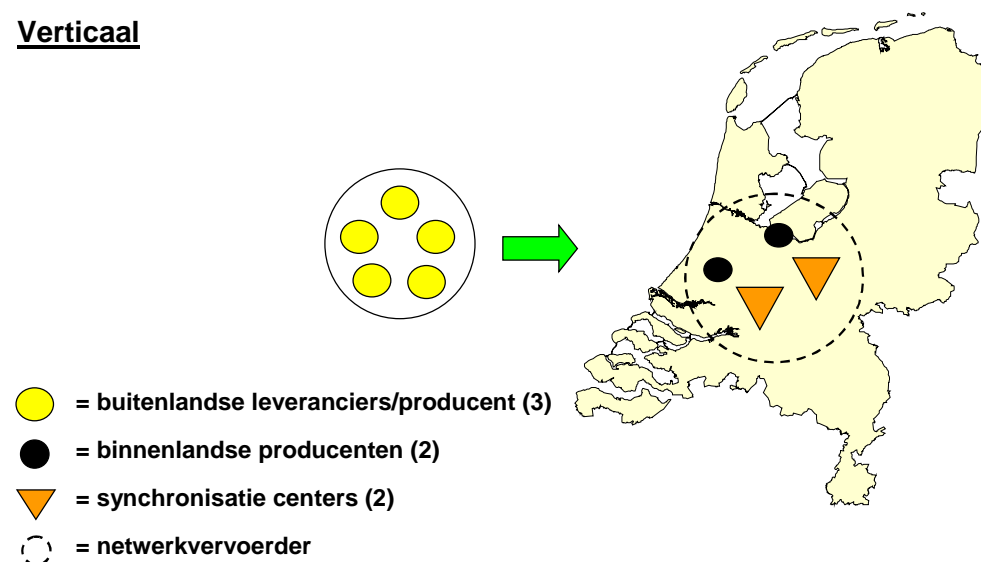 Verticaal
= buitenlandse leveranciers/producent (3)
= binnenlandse producenten (2)
= synchronisatie centers (2)
= netwerkvervoerder